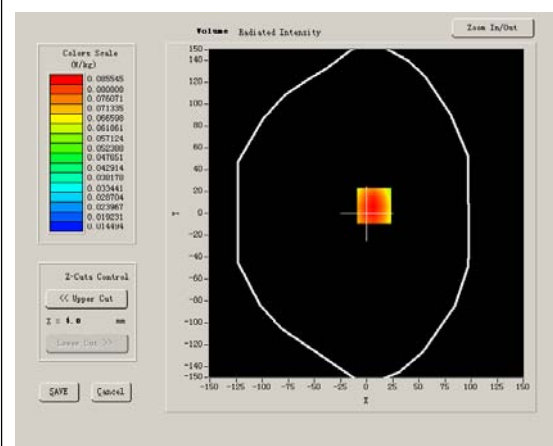 Volume Radiated Intensity
Zoom In/Out
Colors Scale
(W/kg)
0.085545
0.080808
0.076071
0.071335
0.066598
0.061861
0.057124
0.052388
0.047651
0.042914
0.038178
0.033441
0.028704
0.023967
0.019231
0.014494
Z-Cuts Control
<< Upper Cut
Z = 4.0 mm
Lower Cut >>
SAVE
Cancel
150
140
120
100
80
60
40
20
0
-20
-40
-60
-80
-100
-120
-140
-150
Y
-150 -125 -100 -75 -50 -25 0 25 50 75 100 125 150
X